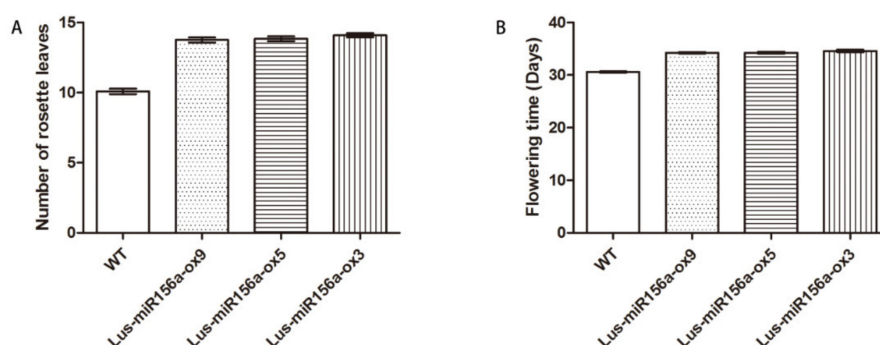 A
Number of rosette leaves
15
10
5
0
WT
Lus-miR156a-ox9
Lus-miR156a-ox5
Lus-miR156a-ox3
B
Flowering time (Days)
40
30
20
10
0
WT
Lus-miR156a-ox9
Lus-miR156a-ox5
Lus-miR156a-ox3